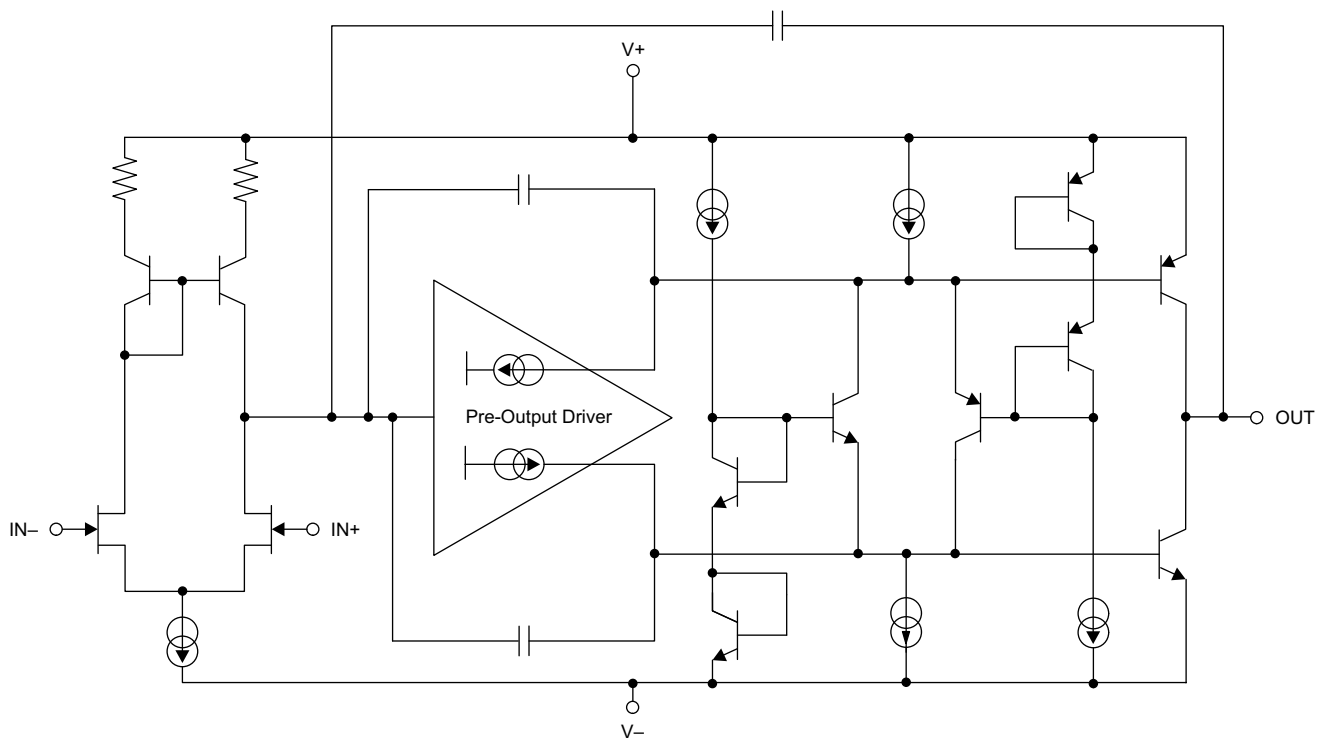 V+
Pre-Output Driver
OUT
IN–
IN+
V–